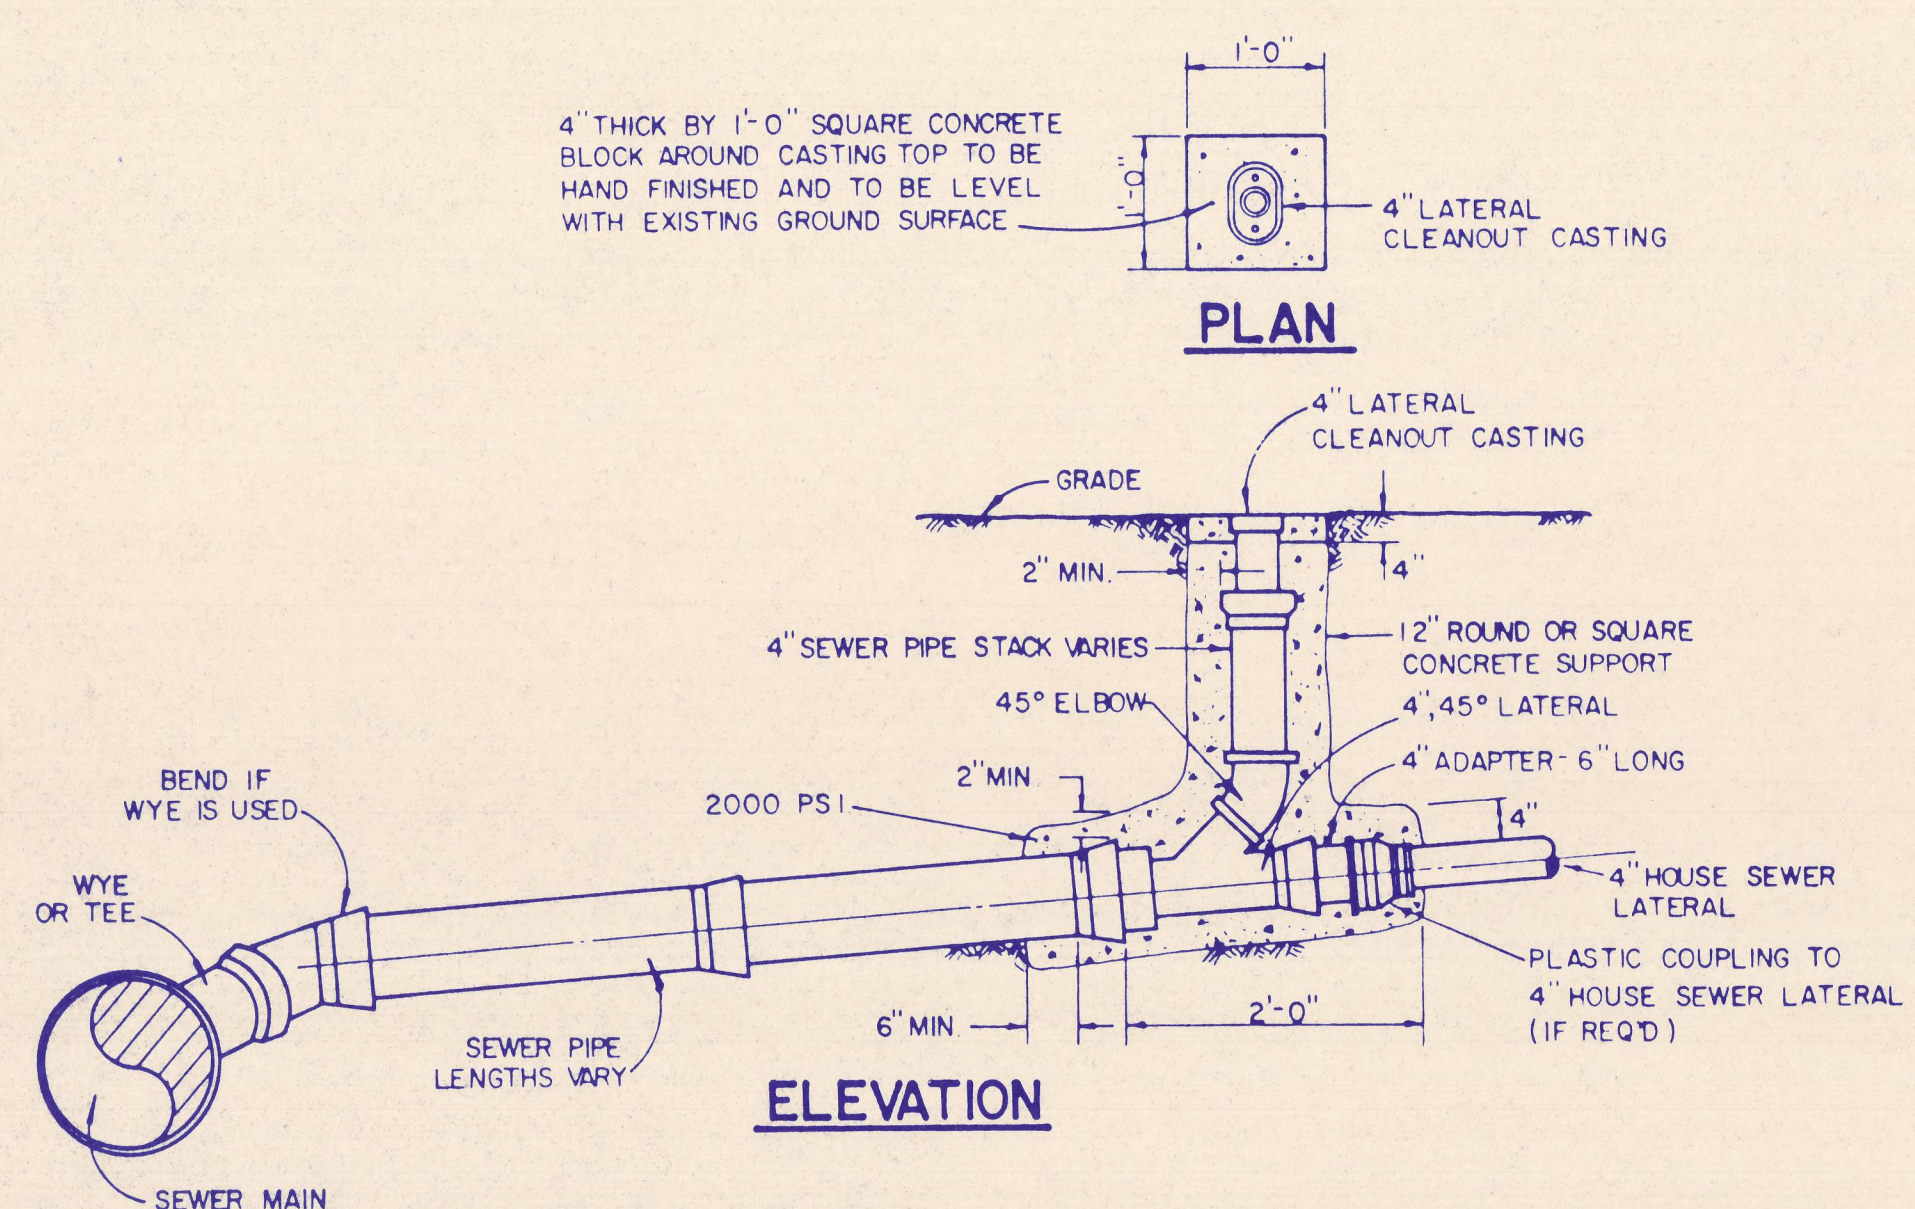 1'-0"
4" THICK BY 1'-0" SQUARE CONCRETE
BLOCK AROUND CASTING TOP TO BE
HAND FINISHED AND TO BE LEVEL
WITH EXISTING GROUND SURFACE
1'-0"
4" LATERAL
CLEANOUT CASTING
PLAN
4" LATERAL
CLEANOUT CASTING
GRADE
2" MIN.
4"
4" SEWER PIPE STACK VARIES
12" ROUND OR SQUARE
CONCRETE SUPPORT
45° ELBOW
4", 45° LATERAL
4" ADAPTER - 6" LONG
2" MIN
2000 PSI
4"
BEND IF
WYE IS USED
WYE
OR TEE
4" HOUSE SEWER
LATERAL
PLASTIC COUPLING TO
4" HOUSE SEWER LATERAL
(IF REQ'D)
6" MIN.
2'-0"
SEWER PIPE
LENGTHS VARY
ELEVATION
SEWER MAIN